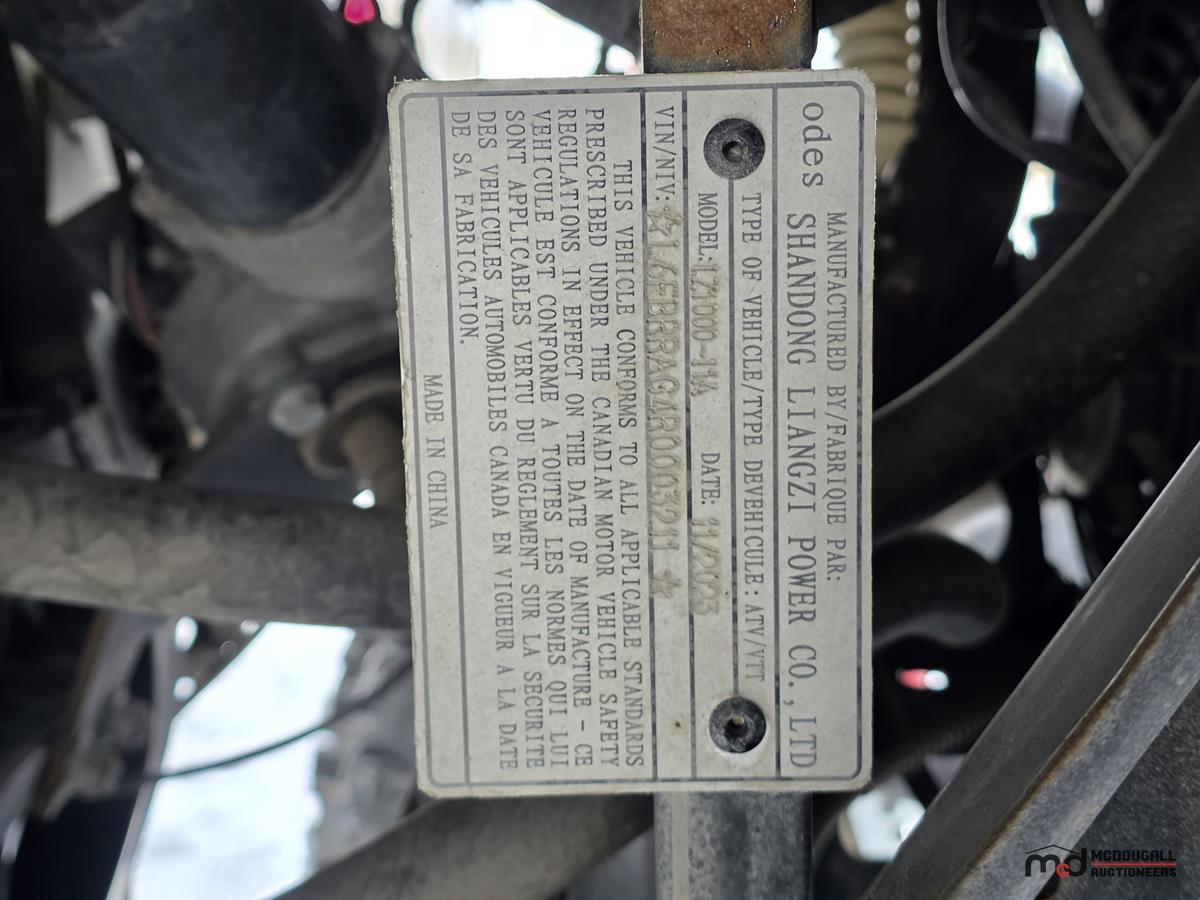 MANUFACTURED BY/FABRIQUE PAR:
odes SHANDONG LIANGZI POWER CO.,LTD
TYPE OF VEHICLE/TYPE DEVEHICULE: ATV/VTT
MODEL: LZ1000-11A DATE: 11/2023
VIN/NIV:
THIS VEHICLE CONFORMS TO ALL APPLICABLE STANDARDS
PRESCRIBED UNDER THE CANADIAN MOTOR VEHICLE SAFETY
REGULATIONS IN EFFECT ON THE DATE OF MANUFACTURE - CE
VEHICULE EST CONFORME A TOUTES LES NORMES QUI LUI
SONT APPLICABLES VERTU DU REGLEMENT SUR LA SECURITE
DES VEHICULES AUTOMOBILES CANADA EN VIGUEUR A LA DATE
DE SA FABRICATION.
MADE IN CHINA
mcd MCDOUGALL
AUCTIONEERS